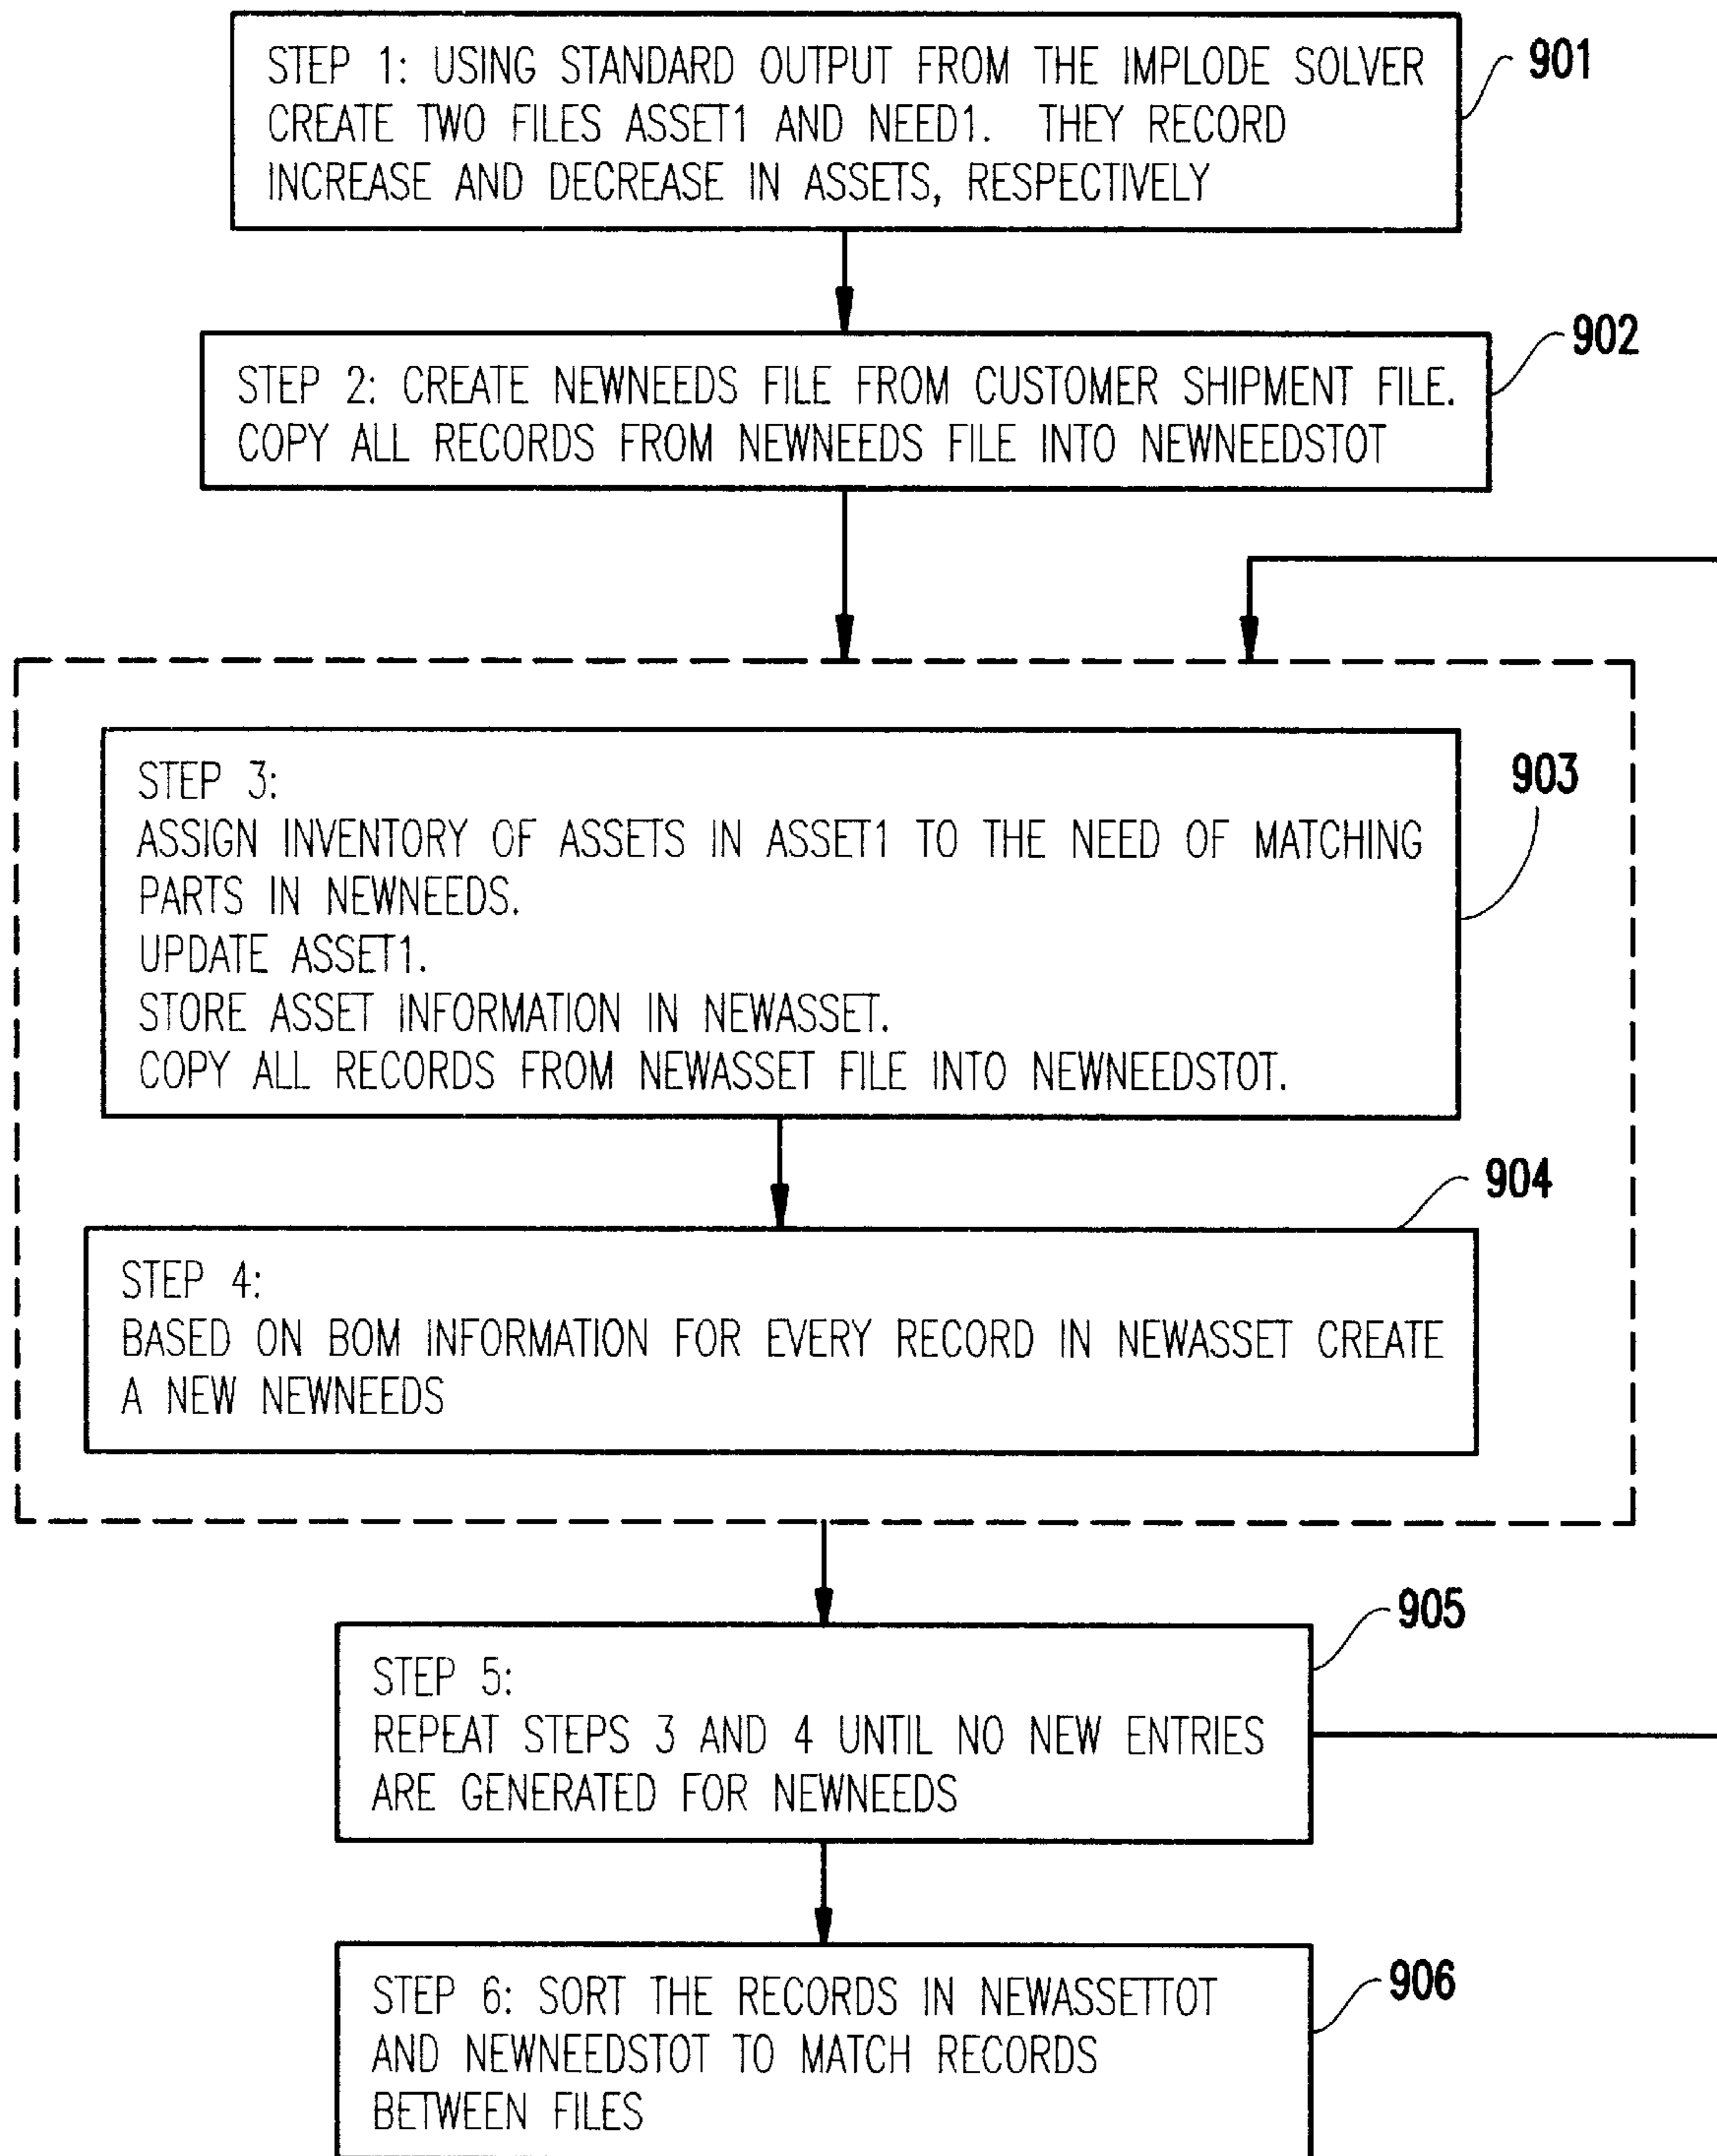 STEP 1: USING STANDARD OUTPUT FROM THE IMPLODE SOLVER
CREATE TWO FILES ASSET1 AND NEED1. THEY RECORD
INCREASE AND DECREASE IN ASSETS, RESPECTIVELY
901
STEP 2: CREATE NEWNEEDS FILE FROM CUSTOMER SHIPMENT FILE.
COPY ALL RECORDS FROM NEWNEEDS FILE INTO NEWNEEDSTOT
902
STEP 3:
ASSIGN INVENTORY OF ASSETS IN ASSET1 TO THE NEED OF MATCHING
PARTS IN NEWNEEDS.
UPDATE ASSET1.
STORE ASSET INFORMATION IN NEWASSET.
COPY ALL RECORDS FROM NEWASSET FILE INTO NEWNEEDSTOT.
903
STEP 4:
BASED ON BOM INFORMATION FOR EVERY RECORD IN NEWASSET CREATE
A NEW NEWNEEDS
904
STEP 5:
REPEAT STEPS 3 AND 4 UNTIL NO NEW ENTRIES
ARE GENERATED FOR NEWNEEDS
905
STEP 6: SORT THE RECORDS IN NEWASSETTOT
AND NEWNEEDSTOT TO MATCH RECORDS
BETWEEN FILES
906